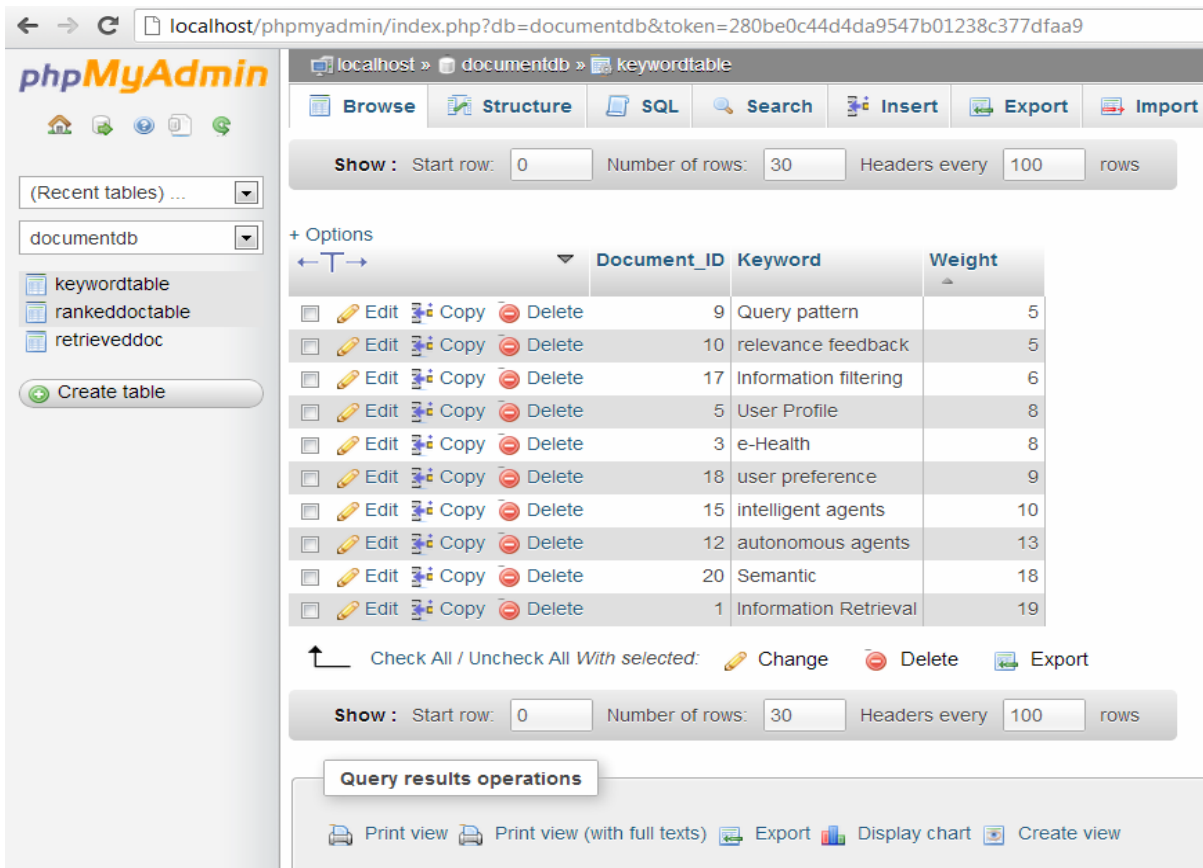 localhost/phpmyadmin/index.php?db=documentdb&token=280be0c44d4da9547b01238c377dfaa9
phpMyAdmin
(Recent tables) ...
documentdb
keywordtable
rankeddoctable
retrieveddoc
Create table
localhost » documentdb » keywordtable
Browse Structure SQL Search Insert Export Import
Show : Start row: 0 Number of rows: 30 Headers every 100 rows
+ Options
←T→ Document_ID Keyword Weight
Edit Copy Delete 9 Query pattern 5
Edit Copy Delete 10 relevance feedback 5
Edit Copy Delete 17 Information filtering 6
Edit Copy Delete 5 User Profile 8
Edit Copy Delete 3 e-Health 8
Edit Copy Delete 18 user preference 9
Edit Copy Delete 15 intelligent agents 10
Edit Copy Delete 12 autonomous agents 13
Edit Copy Delete 20 Semantic 18
Edit Copy Delete 1 Information Retrieval 19
Check All / Uncheck All With selected: Change Delete Export
Show : Start row: 0 Number of rows: 30 Headers every 100 rows
Query results operations
Print view Print view (with full texts) Export Display chart Create view